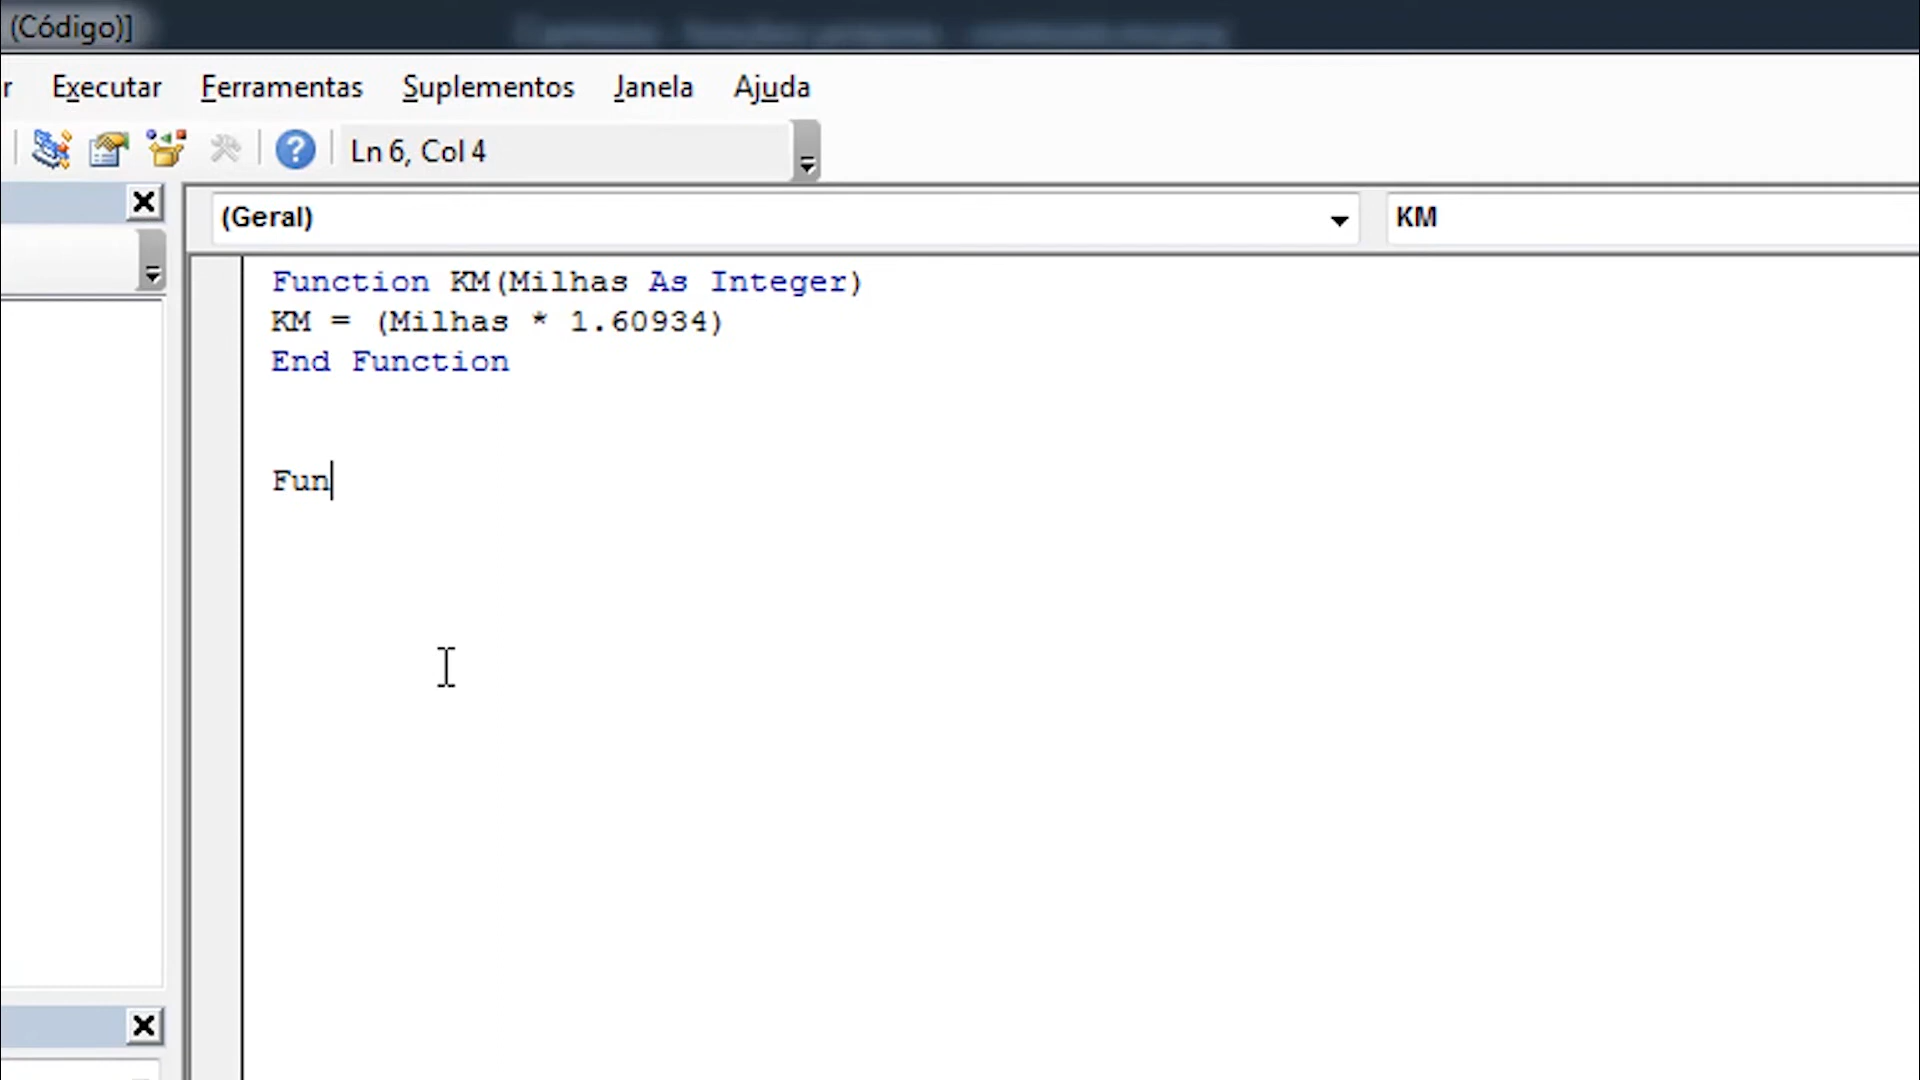 (Código)]
r Executar Ferramentas Suplementos Janela Ajuda
Ln 6, Col 4
(Geral) KM
Function KM(Milhas As Integer)
KM = (Milhas * 1.60934)
End Function
Fun